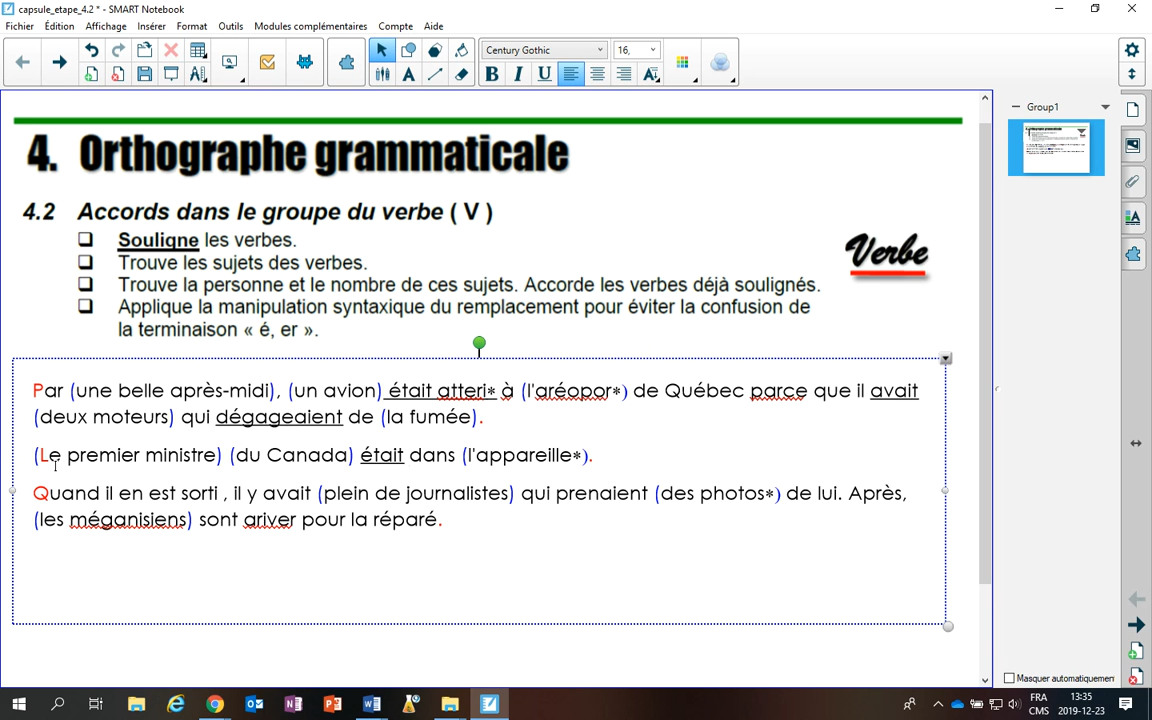 capsule_etape_4.2 * - SMART Notebook
Fichier Édition Affichage Insérer Format Outils Modules complémentaires Compte Aide
Century Gothic 16,
B I U A
Group1
4. Orthographe grammaticale
4.2 Accords dans le groupe du verbe ( V )
Souligne les verbes.
Trouve les sujets des verbes.
Trouve la personne et le nombre de ces sujets. Accorde les verbes déjà soulignés.
Applique la manipulation syntaxique du remplacement pour éviter la confusion de
la terminaison « é, er ».
Verbe
Par (une belle après-midi), (un avion) était atteri* à (l'aréopor*) de Québec parce que il avait
(deux moteurs) qui dégageaient de (la fumée).
(Le premier ministre) (du Canada) était dans (l'appareille*).
Quand il en est sorti , il y avait (plein de journalistes) qui prenaient (des photos*) de lui. Après,
(les méganisiens) sont ariver pour la réparé.
Masquer automatiquement
FRA
CMS
13:35
2019-12-23